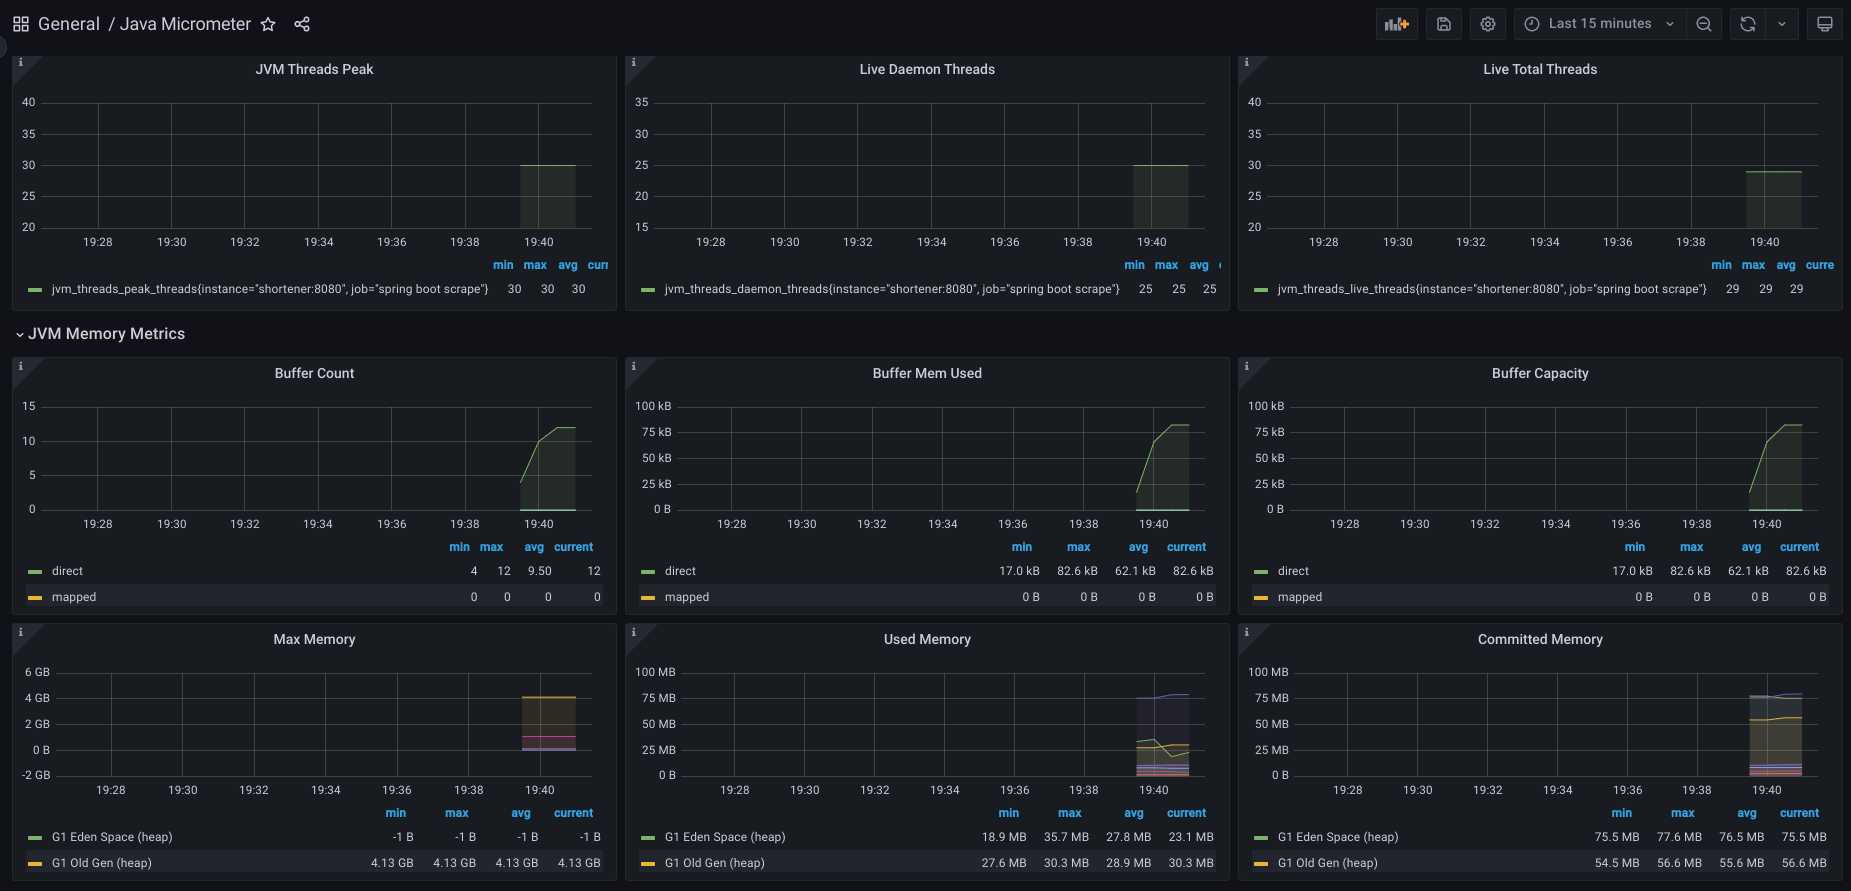 General / Java Micrometer
Last 15 minutes
JVM Threads Peak
40
35
30
25
20
19:28 19:30 19:32 19:34 19:36 19:38 19:40
min max avg curr
jvm_threads_peak_threads{instance="shortener:8080", job="spring boot scrape"} 30 30 30
Live Daemon Threads
35
30
25
20
15
19:28 19:30 19:32 19:34 19:36 19:38 19:40
min max avg
jvm_threads_daemon_threads{instance="shortener:8080", job="spring boot scrape"} 25 25 25
Live Total Threads
40
35
30
25
20
19:28 19:30 19:32 19:34 19:36 19:38 19:40
min max avg curre
jvm_threads_live_threads{instance="shortener:8080", job="spring boot scrape"} 29 29 29
JVM Memory Metrics
Buffer Count
15
10
5
0
19:28 19:30 19:32 19:34 19:36 19:38 19:40
min max avg current
direct 4 12 9.50 12
mapped 0 0 0 0
Buffer Mem Used
100 kB
75 kB
50 kB
25 kB
0 B
19:28 19:30 19:32 19:34 19:36 19:38 19:40
min max avg current
direct 17.0 kB 82.6 kB 62.1 kB 82.6 kB
mapped 0 B 0 B 0 B 0 B
Buffer Capacity
100 kB
75 kB
50 kB
25 kB
0 B
19:28 19:30 19:32 19:34 19:36 19:38 19:40
min max avg current
direct 17.0 kB 82.6 kB 62.1 kB 82.6 kB
mapped 0 B 0 B 0 B 0 B
Max Memory
6 GB
4 GB
2 GB
0 B
-2 GB
19:28 19:30 19:32 19:34 19:36 19:38 19:40
min max avg current
G1 Eden Space (heap) -1 B -1 B -1 B -1 B
G1 Old Gen (heap) 4.13 GB 4.13 GB 4.13 GB 4.13 GB
Used Memory
100 MB
75 MB
50 MB
25 MB
0 B
19:28 19:30 19:32 19:34 19:36 19:38 19:40
min max avg current
G1 Eden Space (heap) 18.9 MB 35.7 MB 27.8 MB 23.1 MB
G1 Old Gen (heap) 27.6 MB 30.3 MB 28.9 MB 30.3 MB
Committed Memory
100 MB
75 MB
50 MB
25 MB
0 B
19:28 19:30 19:32 19:34 19:36 19:38 19:40
min max avg current
G1 Eden Space (heap) 75.5 MB 77.6 MB 76.5 MB 75.5 MB
G1 Old Gen (heap) 54.5 MB 56.6 MB 55.6 MB 56.6 MB